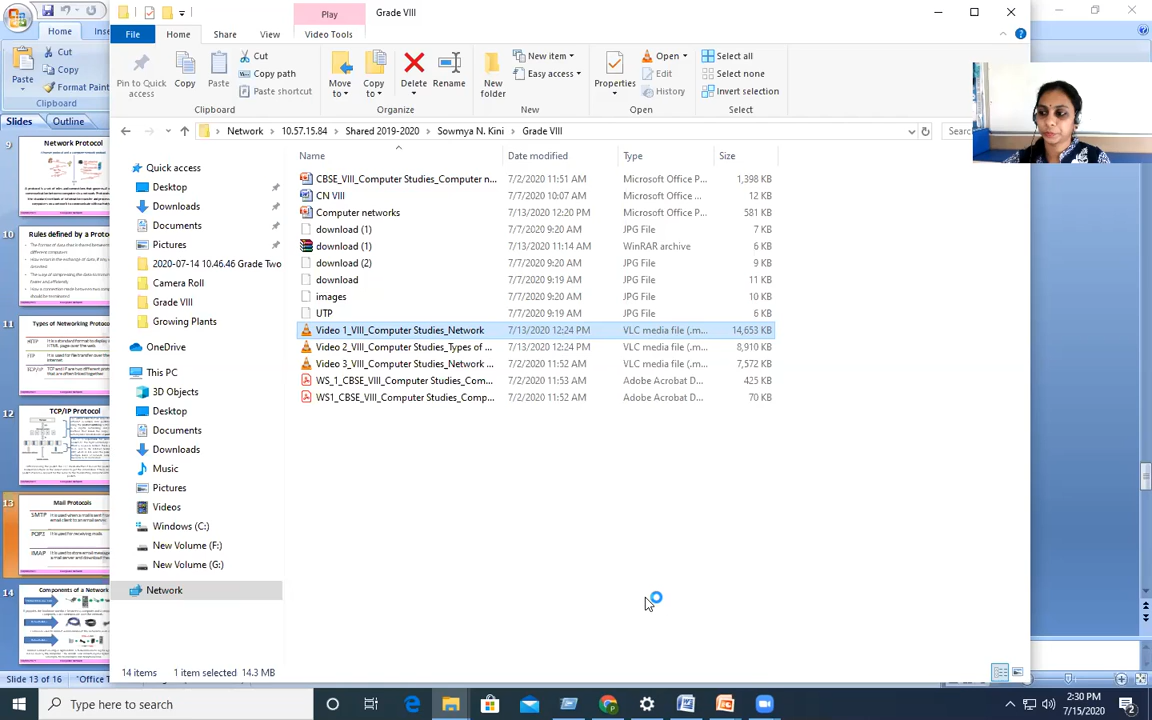 Play
Grade VIII
File
Home
Share
View
Video Tools
Home
Cut
Copy
Format Paint
Paste
Clipboard
Slides
Outline
Pin to Quick access
Copy
Paste
Cut
Copy path
Paste shortcut
Clipboard
Move to
Copy to
Delete
Rename
Organize
New folder
New item
Easy access
New
Properties
Open
Edit
History
Open
Select all
Select none
Invert selection
Select
Network > 10.57.15.84 > Shared 2019-2020 > Sowmya N. Kini > Grade VIII
Name
Date modified
Type
Size
CBSE_VIII_Computer Studies_Computer n... 7/2/2020 11:51 AM Microsoft Office P... 1,398 KB
CN VIII 7/7/2020 10:07 AM Microsoft Office ... 12 KB
Computer networks 7/13/2020 12:20 PM Microsoft Office P... 581 KB
download (1) 7/7/2020 9:20 AM JPG File 7 KB
download (1) 7/13/2020 11:14 AM WinRAR archive 6 KB
download (2) 7/7/2020 9:20 AM JPG File 9 KB
download 7/7/2020 9:19 AM JPG File 11 KB
images 7/7/2020 9:20 AM JPG File 10 KB
UTP 7/7/2020 9:19 AM JPG File 6 KB
Video 1_VIII_Computer Studies_Network 7/13/2020 12:24 PM VLC media file (.m... 14,653 KB
Video 2_VIII_Computer Studies_Types of ... 7/13/2020 12:24 PM VLC media file (.m... 8,910 KB
Video 3_VIII_Computer Studies_Network ... 7/2/2020 11:52 AM VLC media file (.m... 7,572 KB
WS_1_CBSE_VIII_Computer Studies_Com... 7/2/2020 11:53 AM Adobe Acrobat D... 425 KB
WS1_CBSE_VIII_Computer Studies_Comp... 7/2/2020 11:52 AM Adobe Acrobat D... 70 KB
Quick access
Desktop
Downloads
Documents
Pictures
2020-07-14 10.46.46 Grade Two
Camera Roll
Grade VIII
Growing Plants
OneDrive
This PC
3D Objects
Desktop
Documents
Downloads
Music
Pictures
Videos
Windows (C:)
New Volume (F:)
New Volume (G:)
Network
9
Network Protocol
10
Rules defined by a Proto
11
Types of Networking Protoc
HTTP
FTP
TCP/IP
12
TCP/IP Protocol
13
Mail Protocols
SMTP
POP3
IMAP
14
Components of a Network
14 items
1 item selected 14.3 MB
Slide 13 of 16
"Office T
Type here to search
2:30 PM
7/15/2020
2